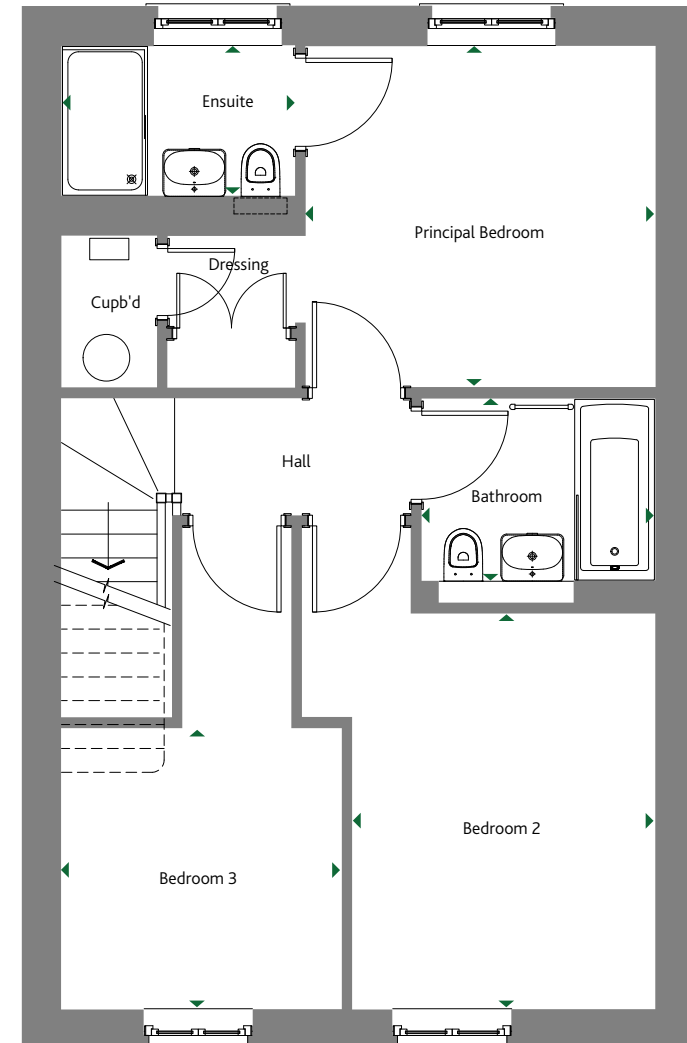 Ensuite
Principal Bedroom
Dressing
Cupb'd
Hall
Bathroom
Bedroom 2
Bedroom 3